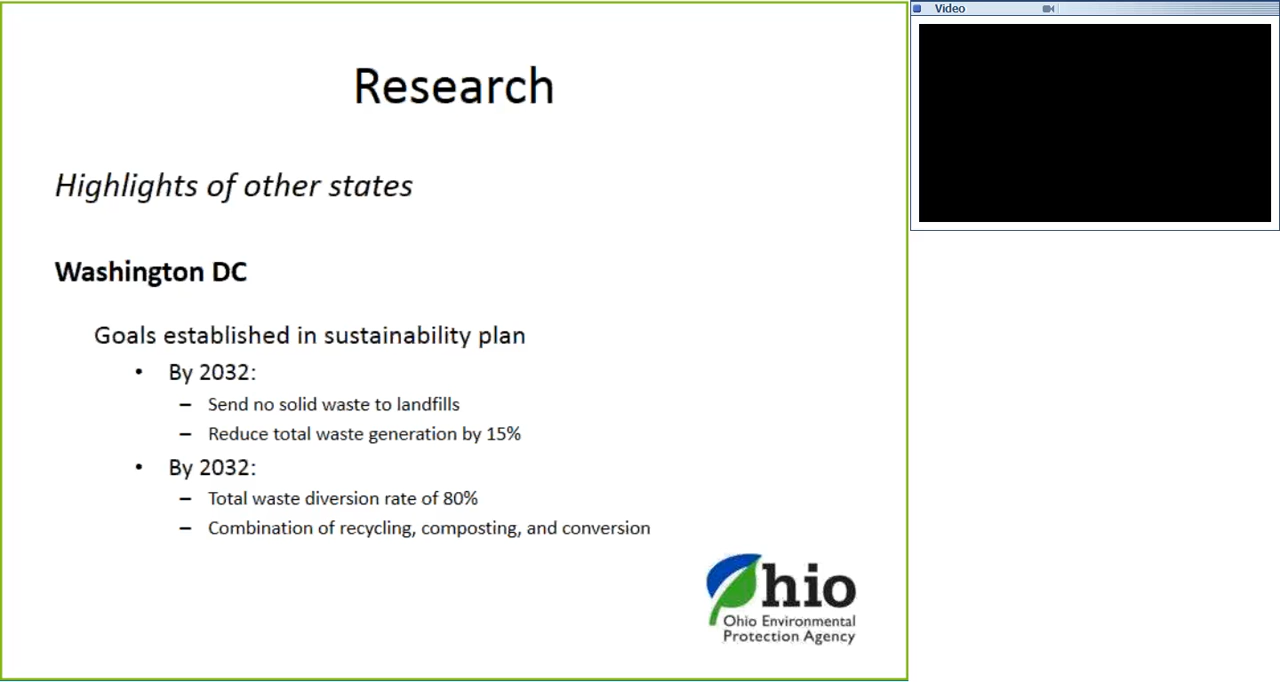 Research
Highlights of other states
Washington DC
Goals established in sustainability plan
• By 2032:
– Send no solid waste to landfills
– Reduce total waste generation by 15%
• By 2032:
– Total waste diversion rate of 80%
– Combination of recycling, composting, and conversion
Ohio
Ohio Environmental
Protection Agency
Video